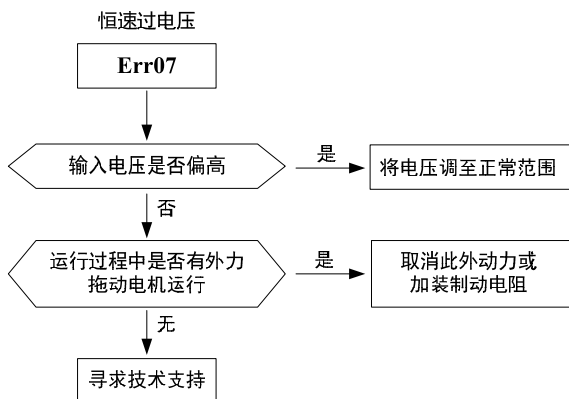 恒速过电压
Err07
输入电压是否偏高
是
将电压调至正常范围
否
运行过程中是否有外力
拖动电机运行
是
取消此外动力或
加装制动电阻
无
寻求技术支持